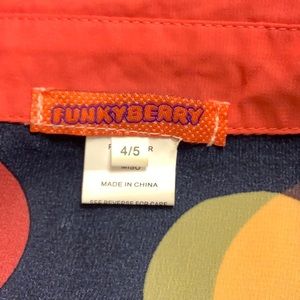 FUNKYBERRY
4/5
MADE IN CHINA
SEE REVERSE FOR CARE